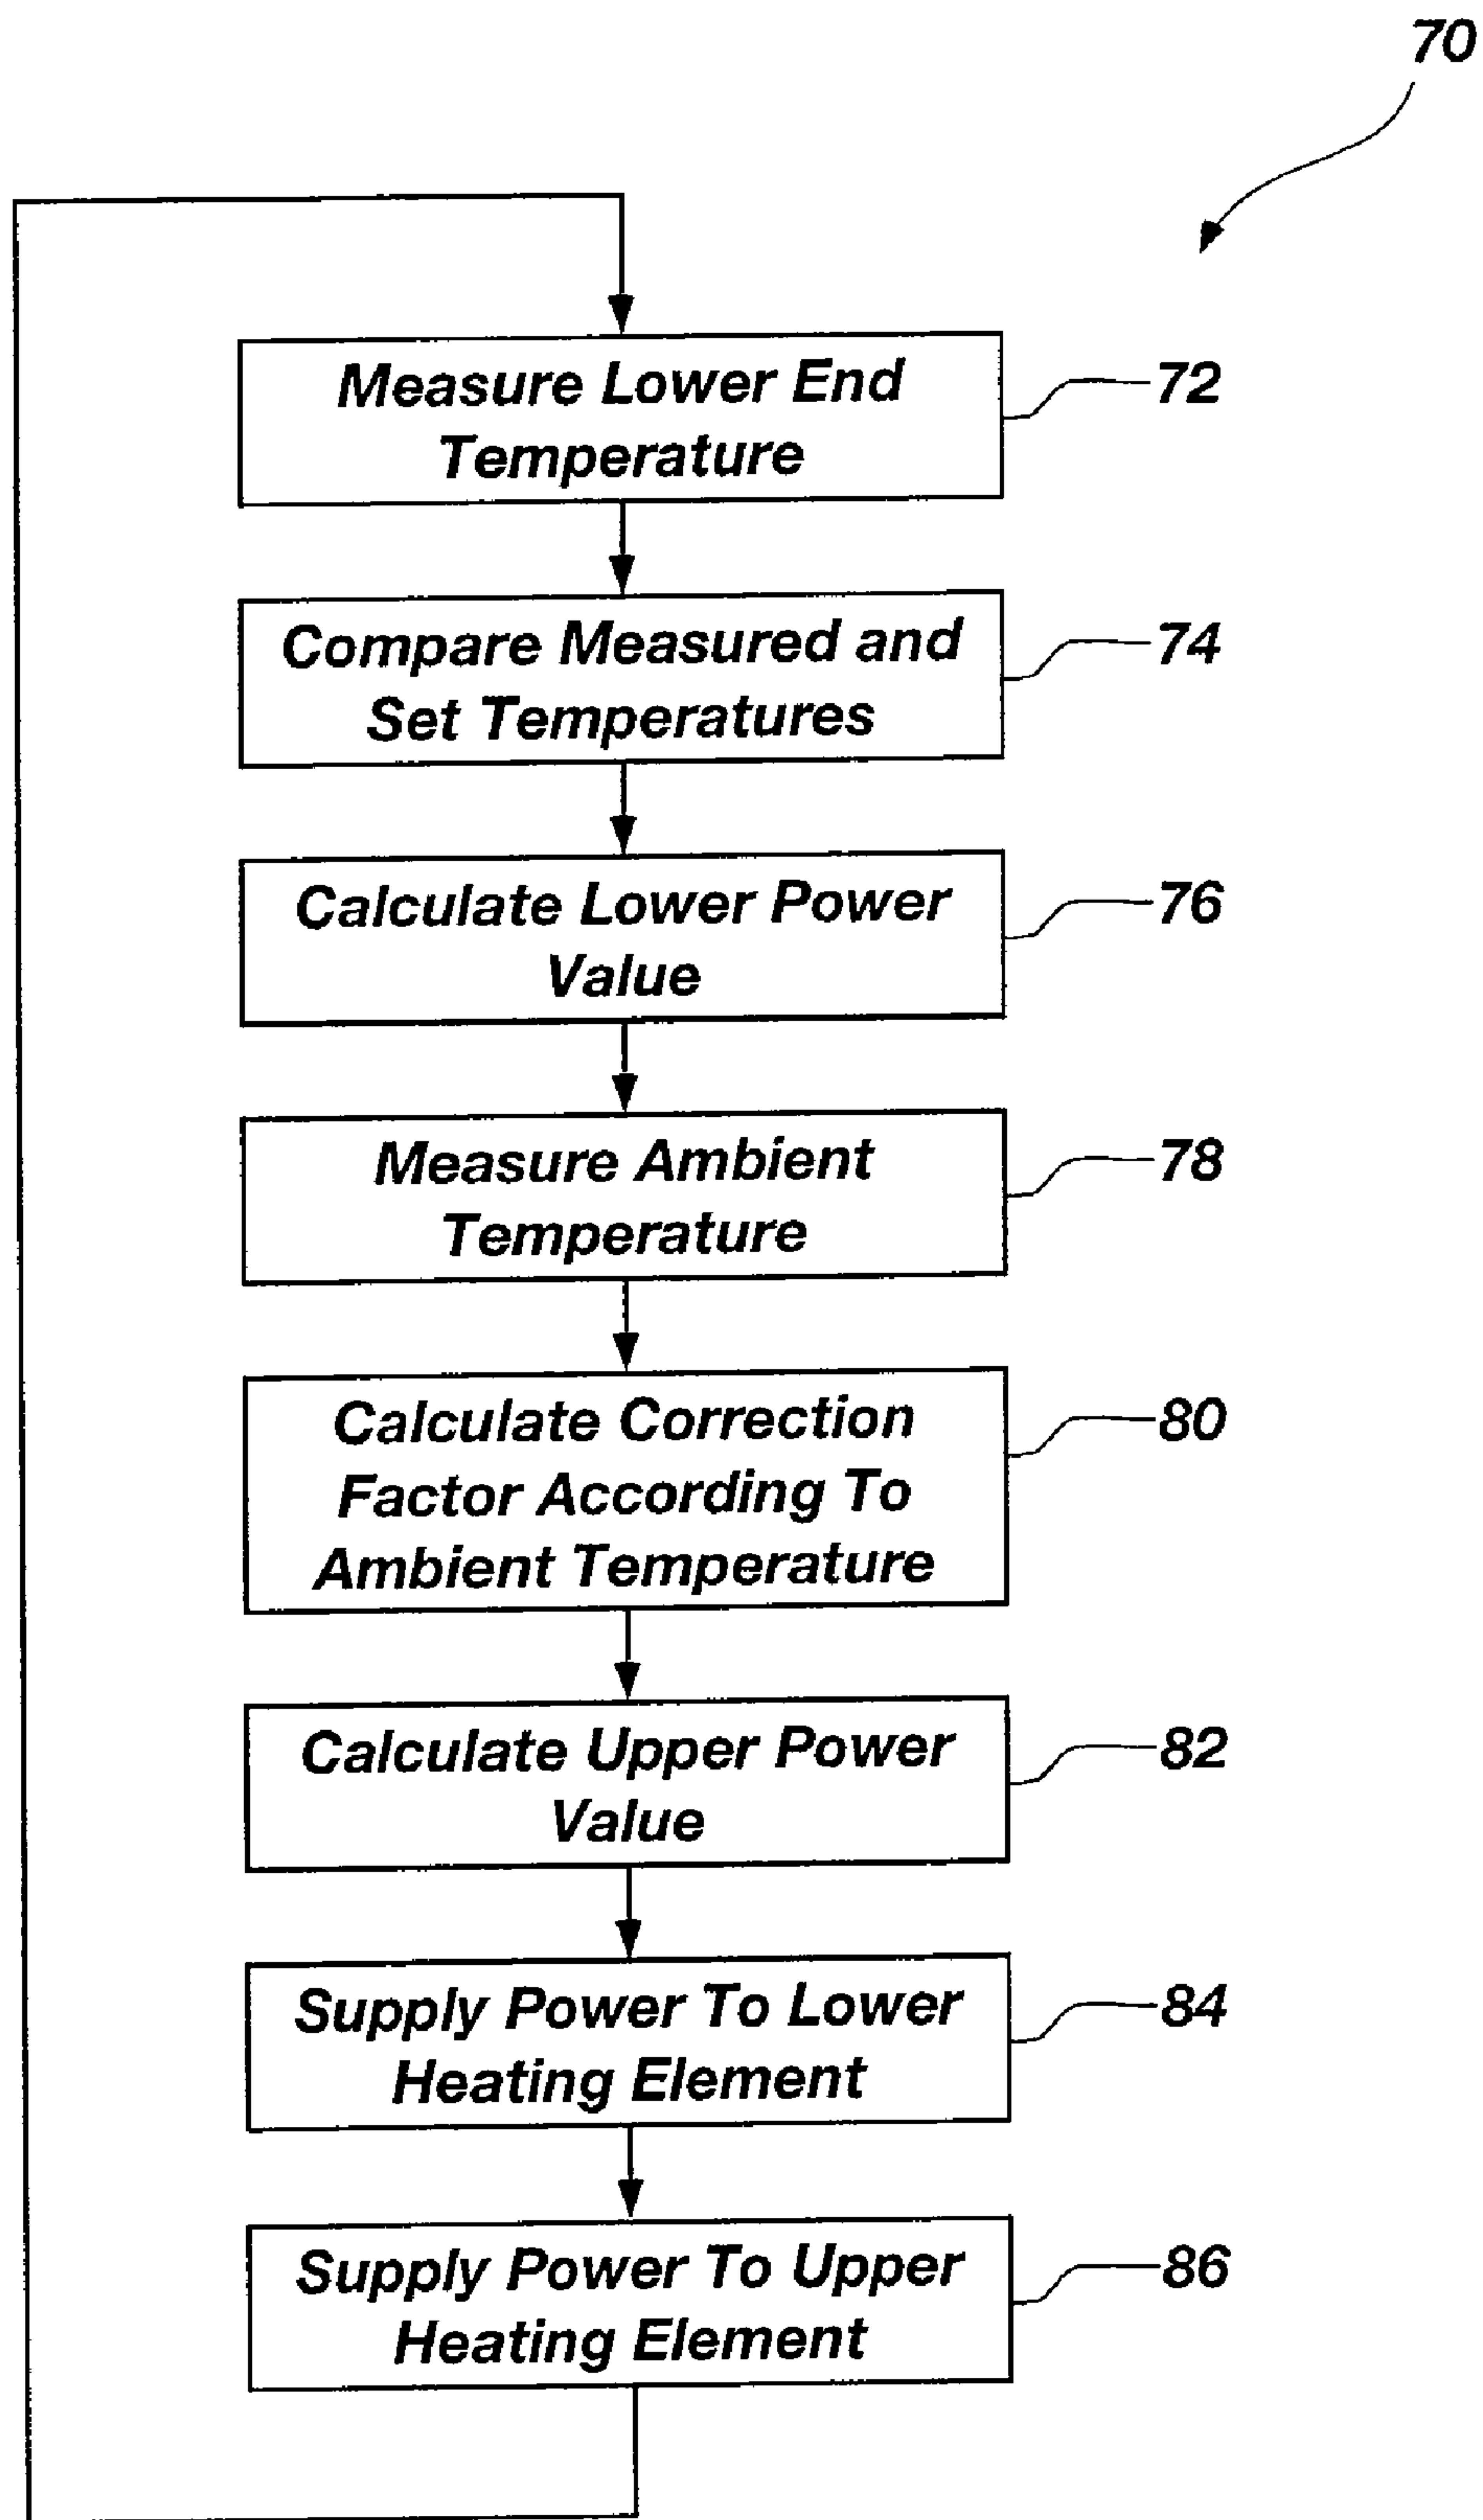 70
Measure Lower End
Temperature
72
Compare Measured and
Set Temperatures
74
Calculate Lower Power
Value
76
Measure Ambient
Temperature
78
Calculate Correction
Factor According To
Ambient Temperature
80
Calculate Upper Power
Value
82
Supply Power To Lower
Heating Element
84
Supply Power To Upper
Heating Element
86